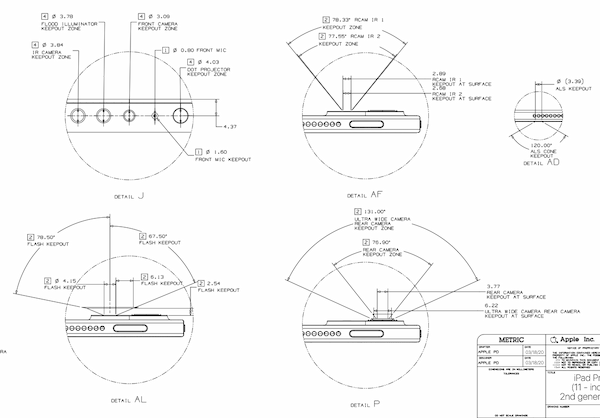 4 Ø 3.78
FLOOD ILLUMINATOR
KEEPOUT ZONE
4 Ø 3.09
FRONT CAMERA
KEEPOUT ZONE
4 Ø 3.84
IR CAMERA
KEEPOUT ZONE
1 Ø 0.80 FRONT MIC
4 Ø 4.03
DOT PROJECTOR
KEEPOUT ZONE
4.37
1 Ø 1.60
FRONT MIC KEEPOUT
DETAIL J
2 78.33° RCAM IR 1
KEEPOUT ZONE
2 77.55° RCAM IR 2
KEEPOUT ZONE
2.89
RCAM IR 1
KEEPOUT AT SURFACE
2.68
RCAM IR 2
KEEPOUT AT SURFACE
DETAIL AF
Ø (3.39)
ALS KEEPOUT
120.00°
ALS CONE
KEEPOUT
DETAIL AD
2 78.50°
FLASH KEEPOUT
2 67.50°
FLASH KEEPOUT
2 Ø 4.15
FLASH KEEPOUT
2 6.13
FLASH KEEPOUT
2 2.54
FLASH KEEPOUT
DETAIL AL
2 131.00°
ULTRA WIDE CAMERA
REAR CAMERA
KEEPOUT ZONE
2 76.90°
REAR CAMERA
KEEPOUT ZONE
3.77
REAR CAMERA
KEEPOUT AT SURFACE
6.22
ULTRA WIDE CAMERA REAR CAMERA
KEEPOUT AT SURFACE
DETAIL P
METRIC
Apple Inc
APPLE PD
03/18/20
APPLE PD
03/18/20
DIMENSIONS ARE IN MILLIMETERS
TOLERANCES
DO NOT SCALE DRAWING
TITLE
iPad Pr
(11 - inc
2nd gener
DRAWING NUMBER